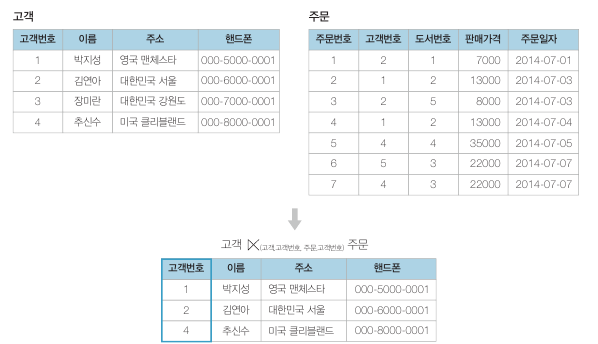 고객
고객번호 이름 주소 핸드폰
1 박지성 영국 맨체스타 000-5000-0001
2 김연아 대한민국 서울 000-6000-0001
3 장미란 대한민국 강원도 000-7000-0001
4 추신수 미국 클리블랜드 000-8000-0001
주문
주문번호 고객번호 도서번호 판매가격 주문일자
1 2 1 7000 2014-07-01
2 1 2 13000 2014-07-03
3 2 5 8000 2014-07-03
4 1 2 13000 2014-07-04
5 4 4 35000 2014-07-05
6 5 3 22000 2014-07-07
7 4 3 22000 2014-07-07
고객 ⋉(고객.고객번호, 주문.고객번호) 주문
고객번호 이름 주소 핸드폰
1 박지성 영국 맨체스타 000-5000-0001
2 김연아 대한민국 서울 000-6000-0001
4 추신수 미국 클리블랜드 000-8000-0001